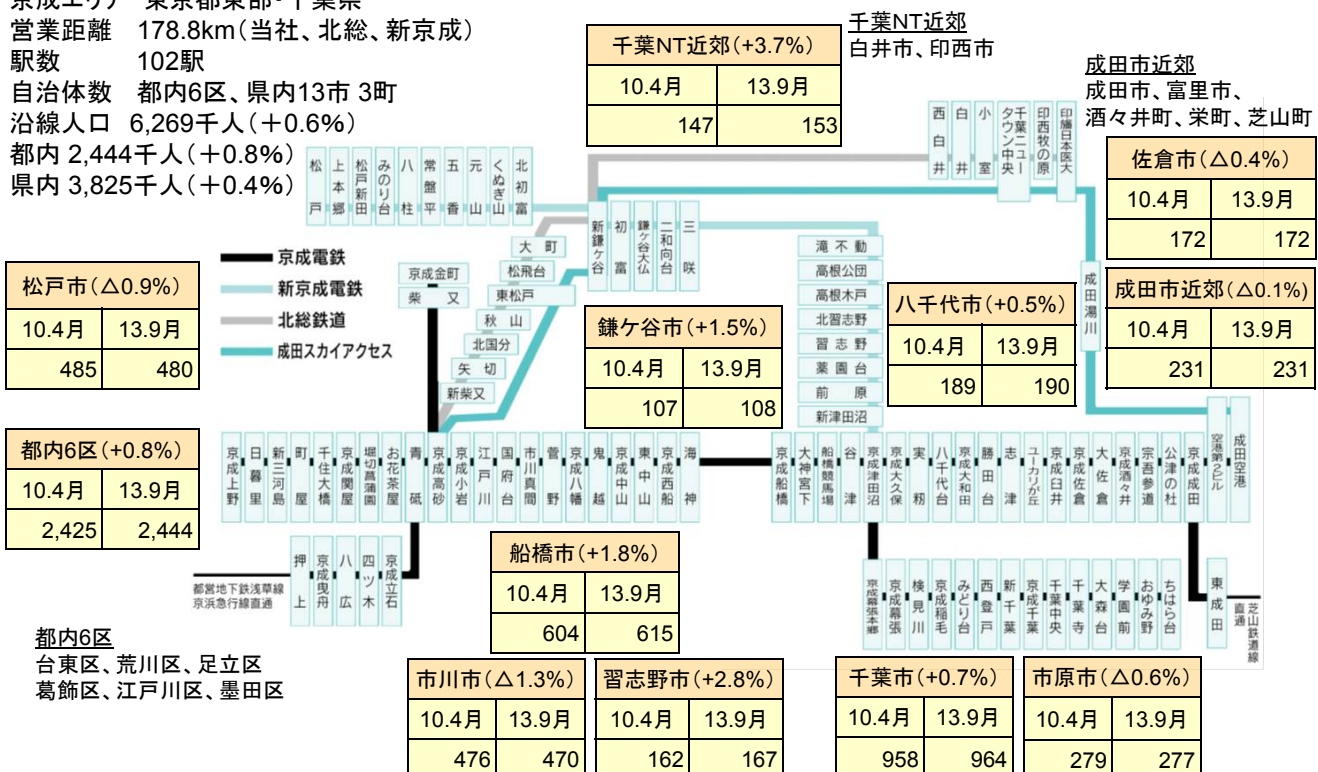 営業距離　178.8km(当社、北総、新京成)
駅数　　　102駅
自治体数　都内6区、県内13市 3町
沿線人口　6,269千人(+0.6%)
都内 2,444千人(+0.8%)
県内 3,825千人(+0.4%)
千葉NT近郊(+3.7%)
10.4月　13.9月
147　153
千葉NT近郊
白井市、印西市
成田市近郊
成田市、富里市、
酒々井町、栄町、芝山町
佐倉市(△0.4%)
10.4月　13.9月
172　172
成田市近郊(△0.1%)
10.4月　13.9月
231　231
西白井
白井
小室
千葉ニュータウン中央
印西牧の原
印旛日本医大
松戸
上本郷
松戸新田
みのり台
八柱
常盤平
五香
元山
くぬぎ山
北初富
新鎌ヶ谷
初富
鎌ヶ谷大仏
二和向台
三咲
京成電鉄
新京成電鉄
北総鉄道
成田スカイアクセス
京成金町
柴又
大町
松飛台
東松戸
秋山
北国分
矢切
新柴又
滝不動
高根公団
高根木戸
北習志野
習志野
薬園台
前原
新津田沼
成田湯川
松戸市(△0.9%)
10.4月　13.9月
485　480
鎌ケ谷市(+1.5%)
10.4月　13.9月
107　108
八千代市(+0.5%)
10.4月　13.9月
189　190
都内6区(+0.8%)
10.4月　13.9月
2,425　2,444
京成上野
日暮里
新三河島
町屋
千住大橋
京成関屋
堀切菖蒲園
お花茶屋
青砥
京成高砂
京成小岩
江戸川
国府台
市川真間
菅野
京成八幡
鬼越
京成中山
東中山
京成西船
海神
京成船橋
大神宮下
船橋競馬場
谷津
京成津田沼
京成大久保
実籾
八千代台
京成大和田
勝田台
志津
ユーカリが丘
京成臼井
京成佐倉
大佐倉
京成酒々井
宗吾参道
公津の杜
京成成田
空港第2ビル
成田空港
押上
京成曳舟
八広
四ツ木
京成立石
都営地下鉄浅草線
京浜急行線直通
京成幕張本郷
京成幕張
検見川
京成稲毛
みどり台
西登戸
新千葉
京成千葉
千葉中央
千葉寺
大森台
学園前
おゆみ野
ちはら台
東成田
芝山鉄道線
直通
船橋市(+1.8%)
10.4月　13.9月
604　615
都内6区
台東区、荒川区、足立区
葛飾区、江戸川区、墨田区
市川市(△1.3%)
10.4月　13.9月
476　470
習志野市(+2.8%)
10.4月　13.9月
162　167
千葉市(+0.7%)
10.4月　13.9月
958　964
市原市(△0.6%)
10.4月　13.9月
279　277